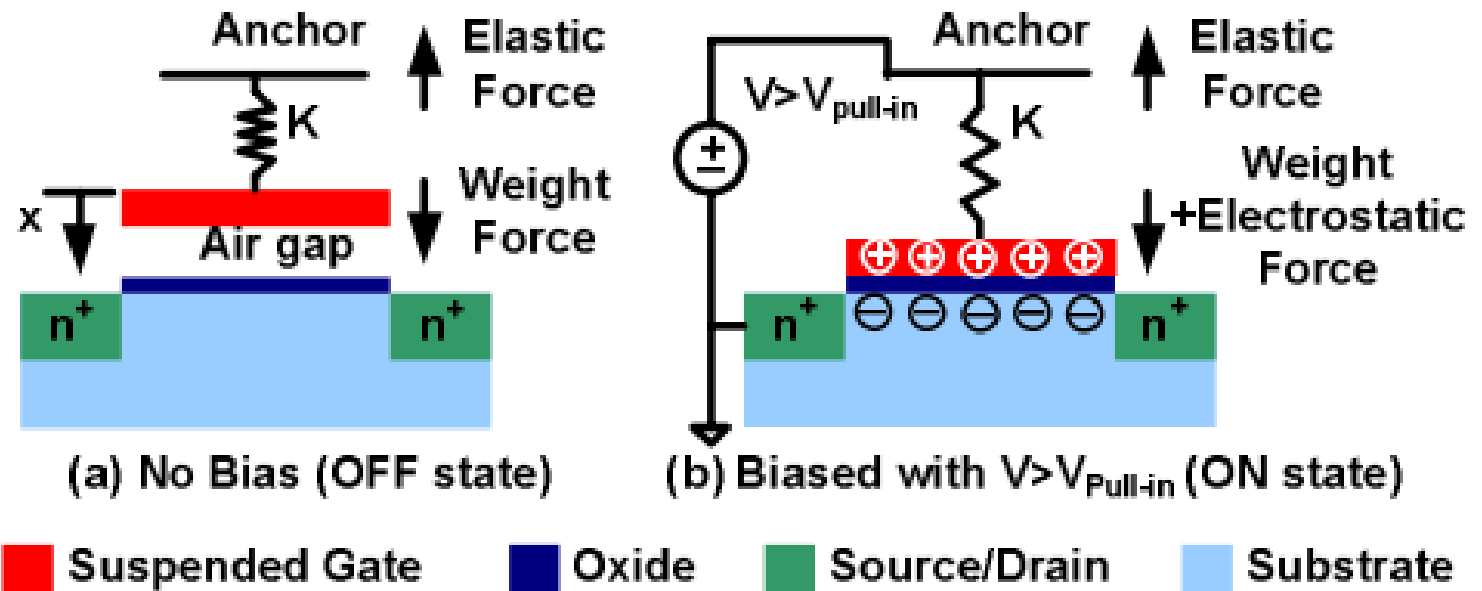 Anchor
Elastic
Force
K
Weight
Force
x
Air gap
n+
n+
(a) No Bias (OFF state)
Anchor
Elastic
Force
V>Vpull-in
K
+
−
Weight
+Electrostatic
Force
+ + + + +
− − − − −
n+
n+
(b) Biased with V>VPull-in (ON state)
Suspended Gate
Oxide
Source/Drain
Substrate